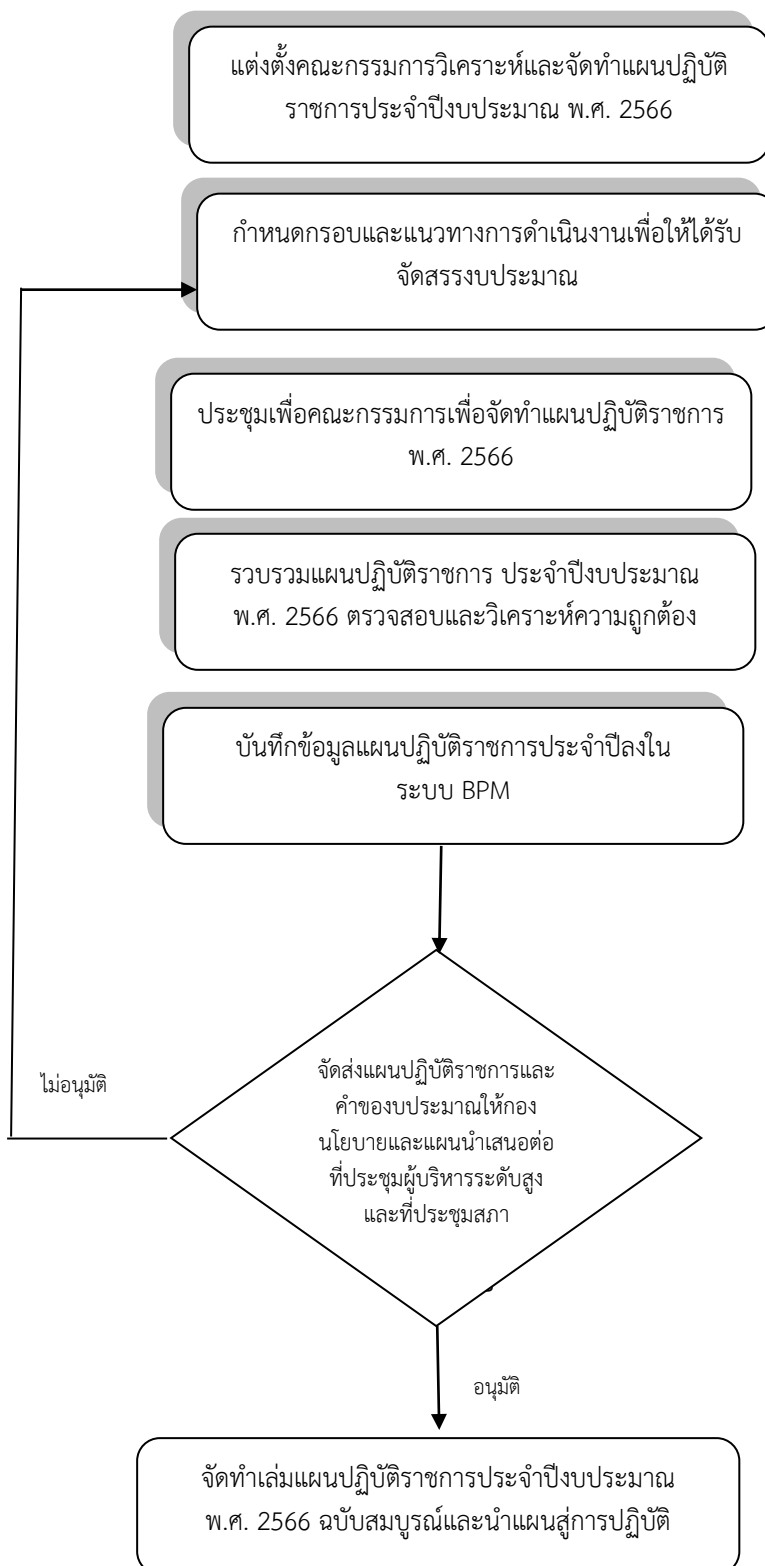 แต่งตั้งคณะกรรมการวิเคราะห์และจัดทำแผนปฏิบัติ
ราชการประจำปีงบประมาณ พ.ศ. 2566
กำหนดกรอบและแนวทางการดำเนินงานเพื่อให้ได้รับ
จัดสรรงบประมาณ
ประชุมเพื่อคณะกรรมการเพื่อจัดทำแผนปฏิบัติราชการ
พ.ศ. 2566
รวบรวมแผนปฏิบัติราชการ ประจำปีงบประมาณ
พ.ศ. 2566 ตรวจสอบและวิเคราะห์ความถูกต้อง
บันทึกข้อมูลแผนปฏิบัติราชการประจำปีลงใน
ระบบ BPM
ไม่อนุมัติ
จัดส่งแผนปฏิบัติราชการและ
คำของบประมาณให้กอง
นโยบายและแผนนำเสนอต่อ
ที่ประชุมผู้บริหารระดับสูง
และที่ประชุมสภา
อนุมัติ
จัดทำเล่มแผนปฏิบัติราชการประจำปีงบประมาณ
พ.ศ. 2566 ฉบับสมบูรณ์และนำแผนสู่การปฏิบัติ